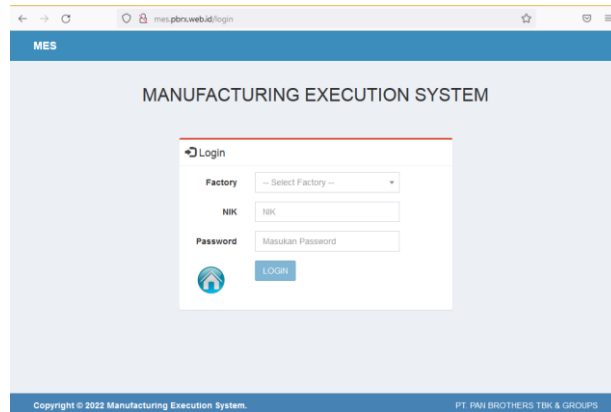 mes.pbrx.web.id/login
MES
MANUFACTURING EXECUTION SYSTEM
Login
Factory
-- Select Factory --
NIK
NIK
Password
Masukan Password
LOGIN
Copyright © 2022 Manufacturing Execution System.
PT. PAN BROTHERS TBK & GROUPS